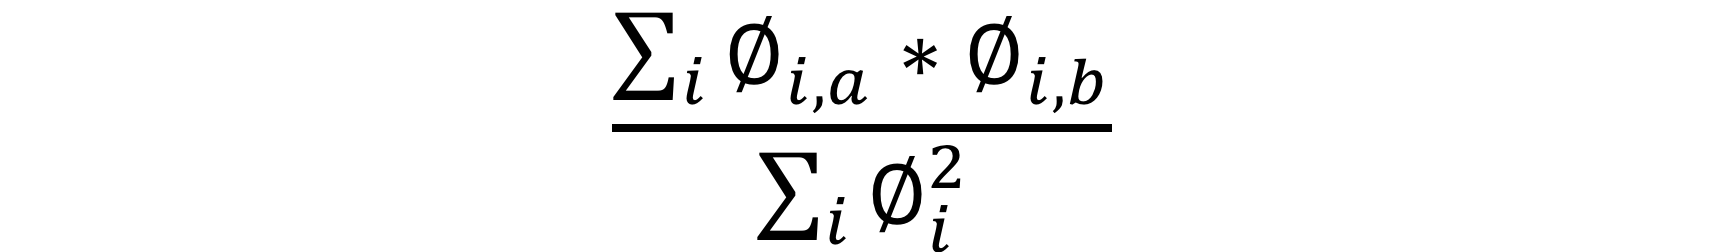 ∑ᵢ ∅ᵢ,ₐ * ∅ᵢ,b
∑ᵢ ∅ᵢ²